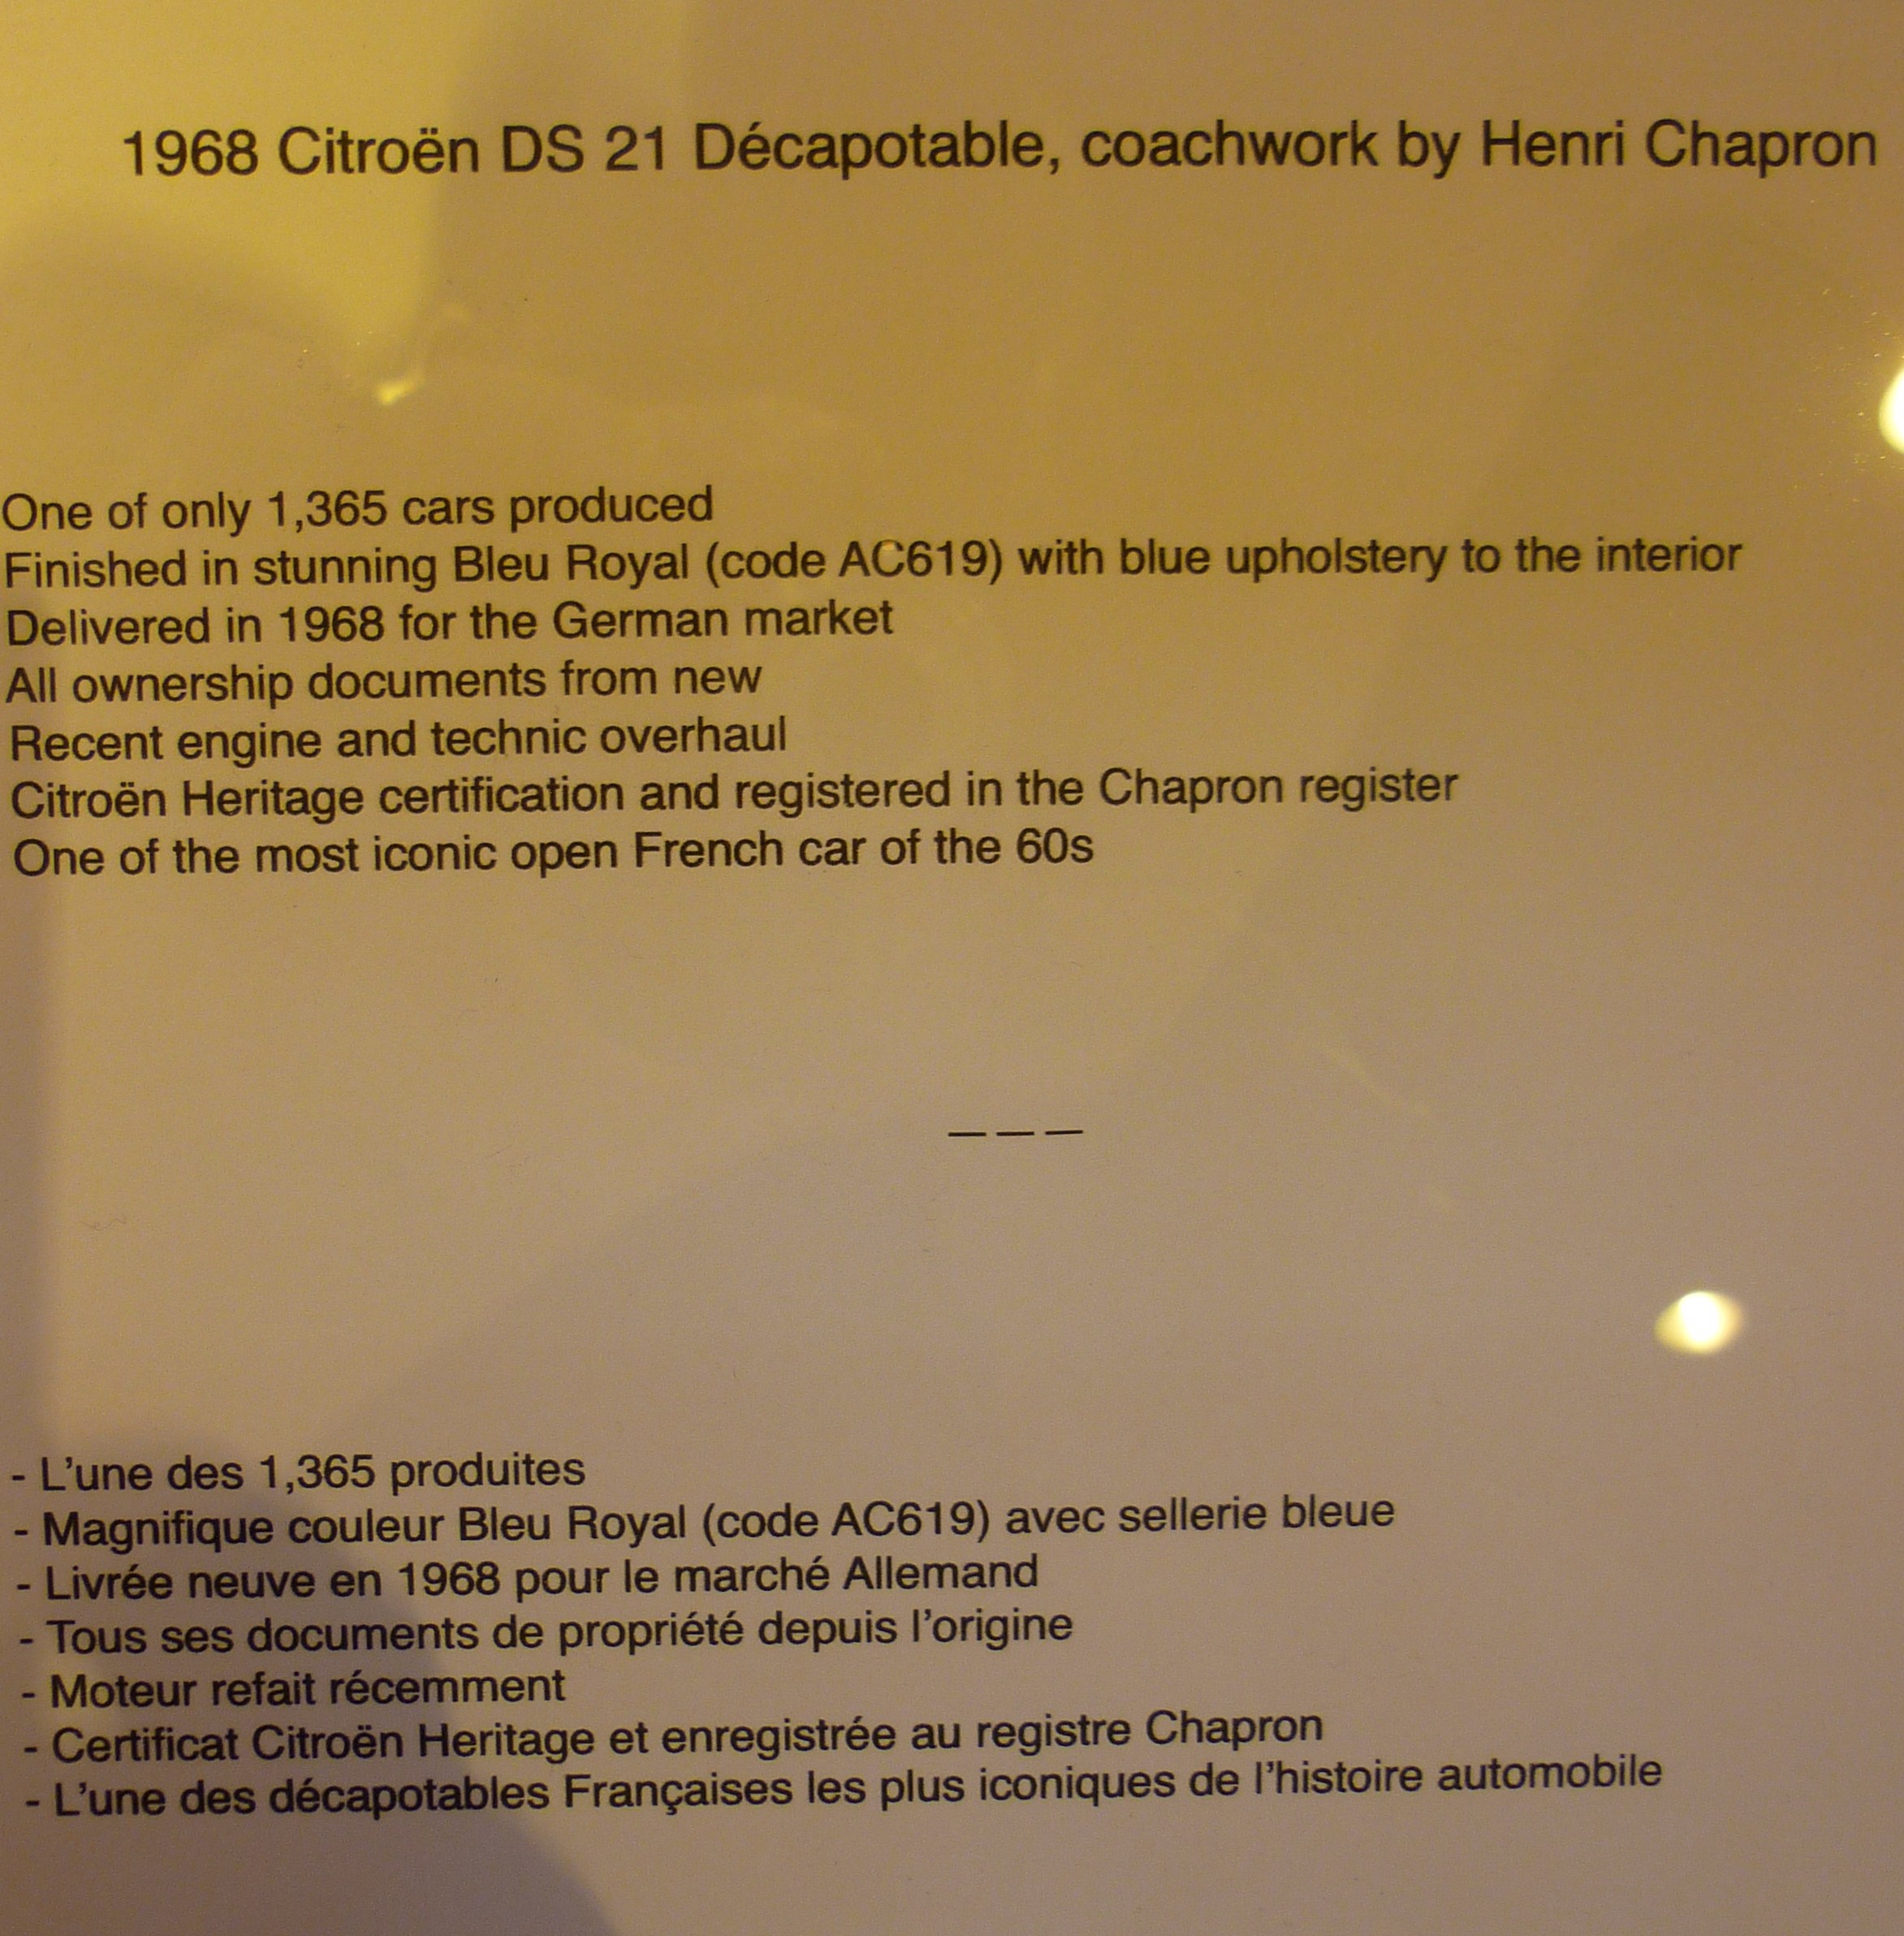 1968 Citroën DS 21 Décapotable, coachwork by Henri Chapron
One of only 1,365 cars produced
Finished in stunning Bleu Royal (code AC619) with blue upholstery to the interior
Delivered in 1968 for the German market
All ownership documents from new
Recent engine and technic overhaul
Citroën Heritage certification and registered in the Chapron register
One of the most iconic open French car of the 60s
– – –
- L'une des 1,365 produites
- Magnifique couleur Bleu Royal (code AC619) avec sellerie bleue
- Livrée neuve en 1968 pour le marché Allemand
- Tous ses documents de propriété depuis l'origine
- Moteur refait récemment
- Certificat Citroën Heritage et enregistrée au registre Chapron
- L'une des décapotables Françaises les plus iconiques de l'histoire automobile